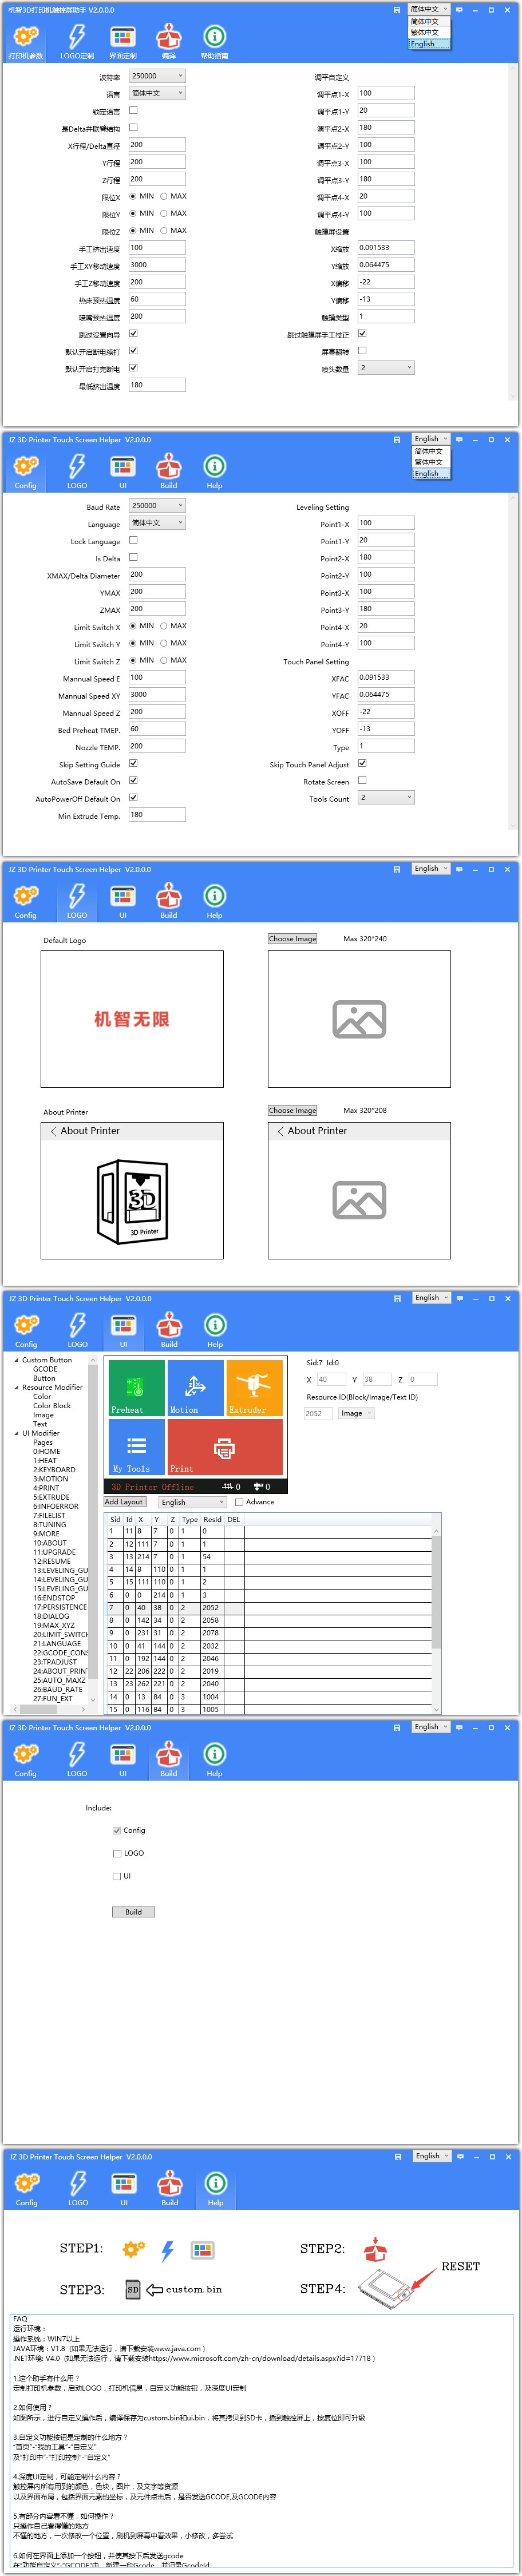 机智3D打印机触控屏助手 V2.0.0.0
简体中文
简体中文
繁体中文
English
打印机参数
LOGO定制
界面定制
编译
帮助指南
波特率 250000
语言 简体中文
锁定语言
是Delta并联臂结构
X行程/Delta直径 200
Y行程 200
Z行程 200
限位X MIN MAX
限位Y MIN MAX
限位Z MIN MAX
手工挤出速度 100
手工XY移动速度 3000
手工Z移动速度 200
热床预热温度 60
喷嘴预热温度 200
跳过设置向导
默认开启断电续打
默认开启打完断电
最低挤出温度 180
调平自定义
调平点1-X 100
调平点1-Y 20
调平点2-X 180
调平点2-Y 100
调平点3-X 100
调平点3-Y 180
调平点4-X 20
调平点4-Y 100
触摸屏设置
X缩放 0.091533
Y缩放 0.064475
X偏移 -22
Y偏移 -13
触摸类型 1
跳过触摸屏手工校正
屏幕翻转
喷头数量 2
JZ 3D Printer Touch Screen Helper V2.0.0.0
English
简体中文
繁体中文
English
Config
LOGO
UI
Build
Help
Baud Rate 250000
Language 简体中文
Lock Language
Is Delta
XMAX/Delta Diameter 200
YMAX 200
ZMAX 200
Limit Switch X MIN MAX
Limit Switch Y MIN MAX
Limit Switch Z MIN MAX
Mannual Speed E 100
Mannual Speed XY 3000
Mannual Speed Z 200
Bed Preheat TMEP. 60
Nozzle TEMP. 200
Skip Setting Guide
AutoSave Default On
AutoPowerOff Default On
Min Extrude Temp. 180
Leveling Setting
Point1-X 100
Point1-Y 20
Point2-X 180
Point2-Y 100
Point3-X 100
Point3-Y 180
Point4-X 20
Point4-Y 100
Touch Panel Setting
XFAC 0.091533
YFAC 0.064475
XOFF -22
YOFF -13
Type 1
Skip Touch Panel Adjust
Rotate Screen
Tools Count 2
JZ 3D Printer Touch Screen Helper V2.0.0.0
English
Config
LOGO
UI
Build
Help
Default Logo
Choose Image Max 320*240
机智无限
About Printer
Choose Image Max 320*208
About Printer
3D
3D Printer
About Printer
JZ 3D Printer Touch Screen Helper V2.0.0.0
English
Config
LOGO
UI
Build
Help
Custom Button
GCODE
Button
Resource Modifier
Color
Color Block
Image
Text
UI Modifier
Pages
0:HOME
1:HEAT
2:KEYBOARD
3:MOTION
4:PRINT
5:EXTRUDE
6:INFOERROR
7:FILELIST
8:TUNING
9:MORE
10:ABOUT
11:UPGRADE
12:RESUME
13:LEVELING_GU
14:LEVELING_GU
15:LEVELING_GU
16:ENDSTOP
17:PERSISTENCE
18:DIALOG
19:MAX_XYZ
20:LIMIT_SWITCH
21:LANGUAGE
22:GCODE_CONS
23:TPADJUST
24:ABOUT_PRINT
25:AUTO_MAXZ
26:BAUD_RATE
27:FUN_EXT
Preheat
Motion
Extruder
My Tools
Print
3D Printer Offline 0 0
Sid:7 Id:0
X 40 Y 38 Z 0
Resource ID(Block/Image/Text ID)
2052 Image
Add Layout English Advance
Sid Id X Y Z Type ResId DEL
1 11 8 7 0 1 0
2 12 111 7 0 1 1
3 13 214 7 0 1 54
4 14 8 110 0 1 1
5 15 111 110 0 1 2
6 0 0 214 0 1 3
7 0 40 38 0 2 2052
8 0 142 34 0 2 2058
9 0 231 31 0 2 2078
10 0 41 144 0 2 2032
11 0 192 144 0 2 2046
12 22 206 222 0 2 2019
13 23 262 221 0 2 2040
14 0 13 84 0 3 1004
15 0 116 84 0 3 1005
JZ 3D Printer Touch Screen Helper V2.0.0.0
English
Config
LOGO
UI
Build
Help
Include:
Config
LOGO
UI
Build
JZ 3D Printer Touch Screen Helper V2.0.0.0
English
Config
LOGO
UI
Build
Help
STEP1:
STEP2:
STEP3: SD custom.bin
STEP4: RESET
FAQ
运行环境：
操作系统：WIN7以上
JAVA环境：V1.8（如果无法运行，请下载安装www.java.com ）
.NET环境: V4.0（如果无法运行，请下载安装https://www.microsoft.com/zh-cn/download/details.aspx?id=17718 ）
1.这个助手有什么用？
定制打印机参数，启动LOGO，打印机信息，自定义功能按钮，及深度UI定制
2.如何使用？
如图所示，进行自定义操作后，编译保存为custom.bin和ui.bin，将其拷贝到SD卡，插到触控屏上，按复位即可升级
3.自定义功能按钮是定制的什么地方？
“首页”-“我的工具”-“自定义”
及“打印中”-“打印控制”-“自定义”
4.深度UI定制，可能定制什么内容？
触控屏内所有用到的颜色，色块，图片，及文字等资源
以及界面布局，包括界面元素的坐标，及元件点击后，是否发送GCODE,及GCODE内容
5.有部分内容看不懂，如何操作？
只操作自己看得懂的地方
不懂的地方，一次修改一个位置，刷机到屏幕中看效果，小修改，多尝试
6.如何在界面上添加一个按钮，并使其按下后发送gcode
在“功能自定义”-“GCODE”中，新建一段Gcode，并记录GcodeId